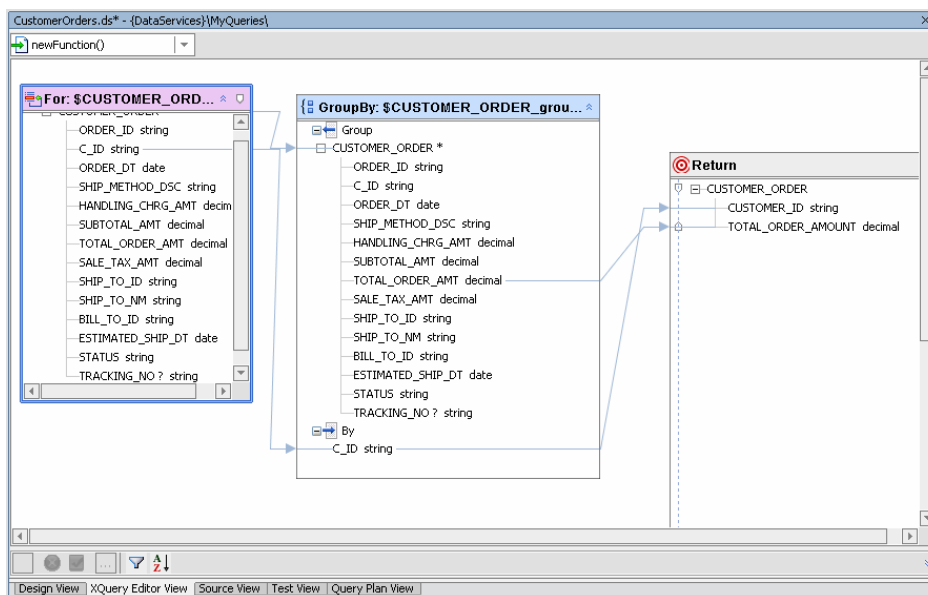 CustomerOrders.ds* - {DataServices}\MyQueries\
newFunction()
For: $CUSTOMER_ORD...
CUSTOMER_ORDER
ORDER_ID string
C_ID string
ORDER_DT date
SHIP_METHOD_DSC string
HANDLING_CHRG_AMT decim
SUBTOTAL_AMT decimal
TOTAL_ORDER_AMT decimal
SALE_TAX_AMT decimal
SHIP_TO_ID string
SHIP_TO_NM string
BILL_TO_ID string
ESTIMATED_SHIP_DT date
STATUS string
TRACKING_NO ? string
GroupBy: $CUSTOMER_ORDER_grou...
Group
CUSTOMER_ORDER *
ORDER_ID string
C_ID string
ORDER_DT date
SHIP_METHOD_DSC string
HANDLING_CHRG_AMT decimal
SUBTOTAL_AMT decimal
TOTAL_ORDER_AMT decimal
SALE_TAX_AMT decimal
SHIP_TO_ID string
SHIP_TO_NM string
BILL_TO_ID string
ESTIMATED_SHIP_DT date
STATUS string
TRACKING_NO ? string
By
C_ID string
Return
CUSTOMER_ORDER
CUSTOMER_ID string
TOTAL_ORDER_AMOUNT decimal
...
A
Z
Design View XQuery Editor View Source View Test View Query Plan View